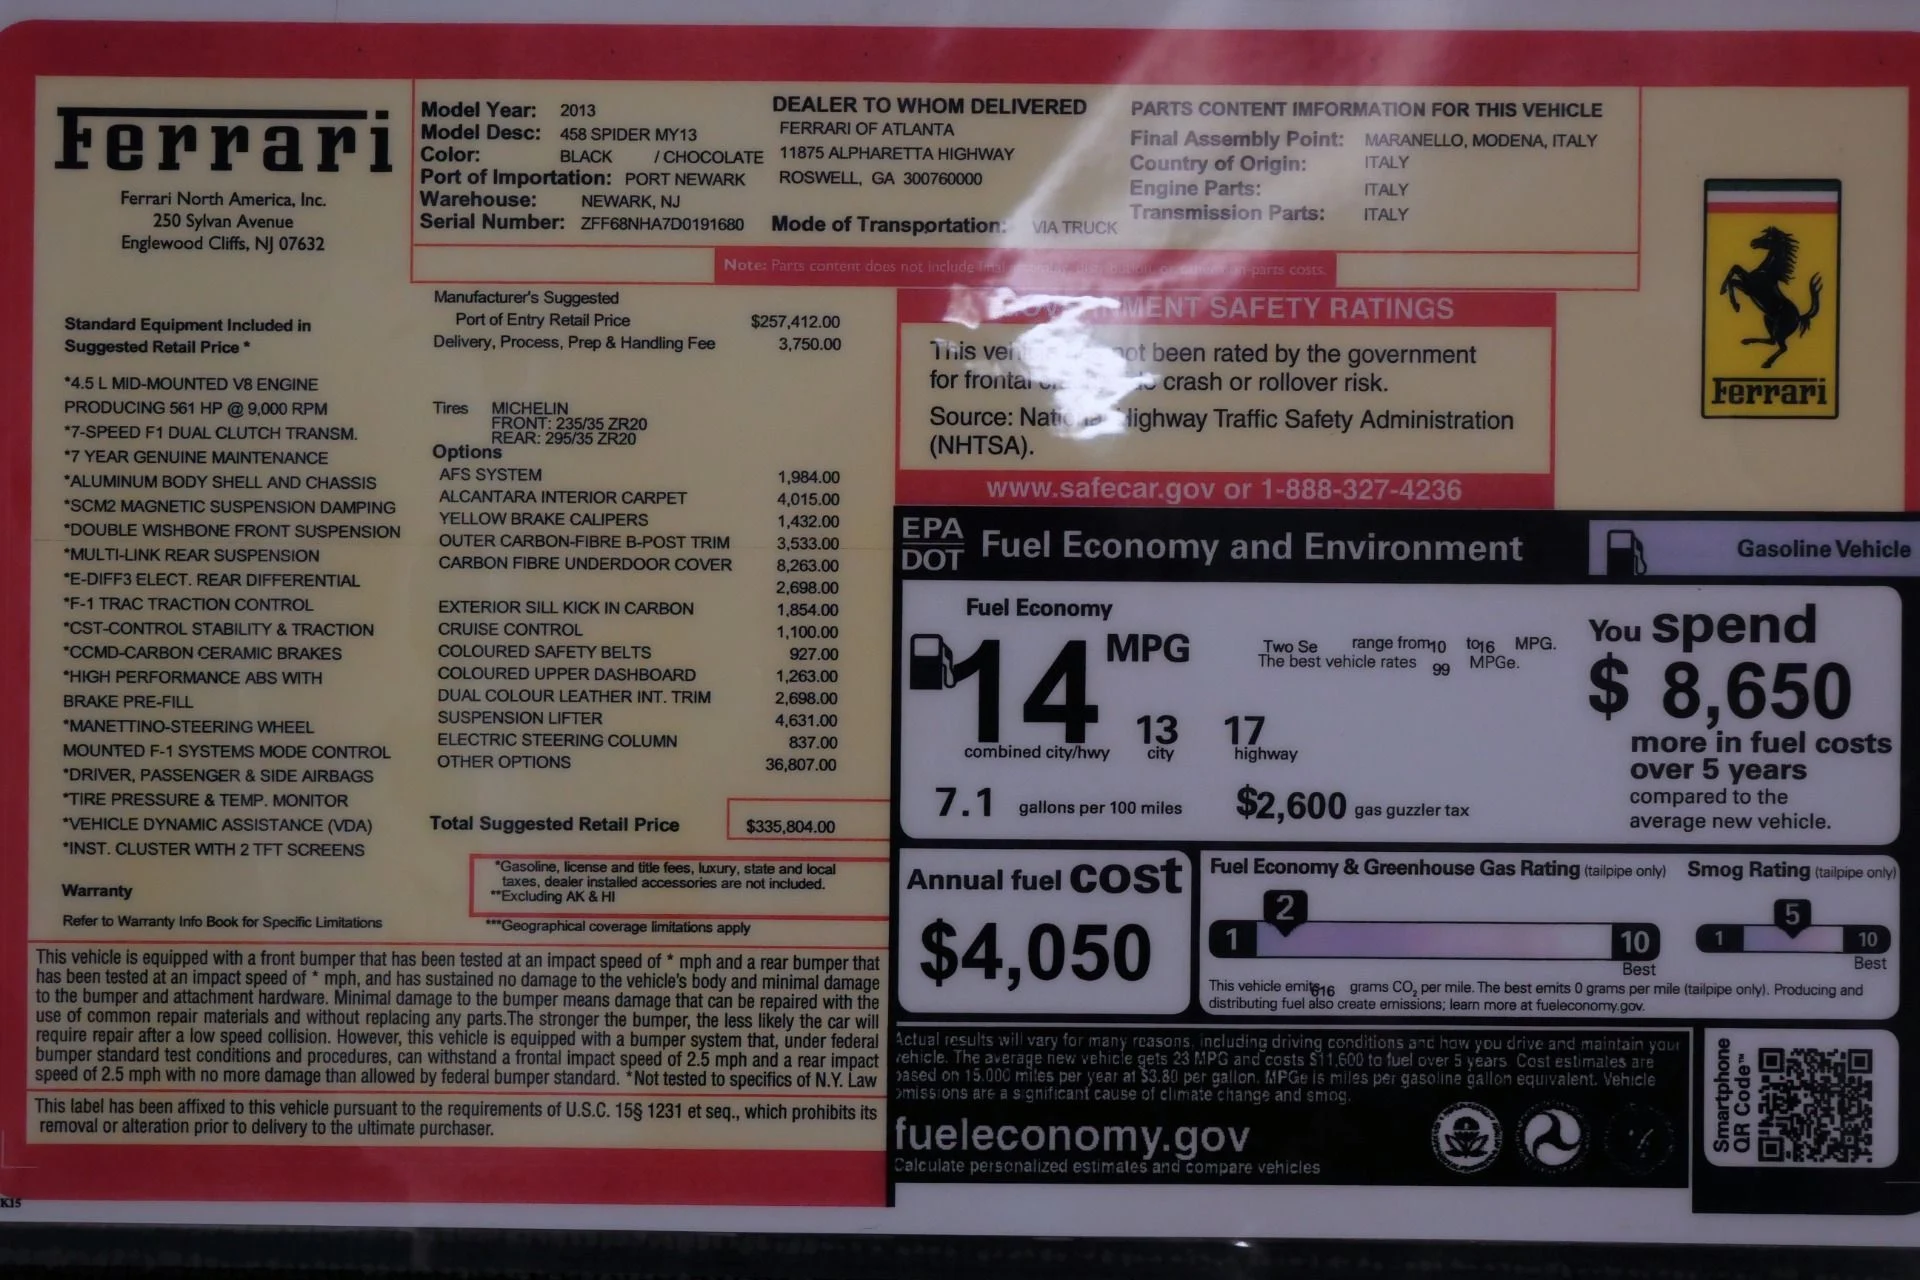 Ferrari
Ferrari North America, Inc.
250 Sylvan Avenue
Englewood Cliffs, NJ 07632
Model Year: 2013
Model Desc: 458 SPIDER MY13
Color: BLACK / CHOCOLATE
Port of Importation: PORT NEWARK
Warehouse: NEWARK, NJ
Serial Number: ZFF68NHA7D0191680
DEALER TO WHOM DELIVERED
FERRARI OF ATLANTA
11875 ALPHARETTA HIGHWAY
ROSWELL, GA 300760000
Mode of Transportation: VIA TRUCK
PARTS CONTENT IMFORMATION FOR THIS VEHICLE
Final Assembly Point: MARANELLO, MODENA, ITALY
Country of Origin: ITALY
Engine Parts: ITALY
Transmission Parts: ITALY
Note: Parts content does not include parts costs.
Ferrari
Standard Equipment Included in
Suggested Retail Price *
*4.5 L MID-MOUNTED V8 ENGINE
PRODUCING 561 HP @ 9,000 RPM
*7-SPEED F1 DUAL CLUTCH TRANSM.
*7 YEAR GENUINE MAINTENANCE
*ALUMINUM BODY SHELL AND CHASSIS
*SCM2 MAGNETIC SUSPENSION DAMPING
*DOUBLE WISHBONE FRONT SUSPENSION
*MULTI-LINK REAR SUSPENSION
*E-DIFF3 ELECT. REAR DIFFERENTIAL
*F-1 TRAC TRACTION CONTROL
*CST-CONTROL STABILITY & TRACTION
*CCMD-CARBON CERAMIC BRAKES
*HIGH PERFORMANCE ABS WITH
BRAKE PRE-FILL
*MANETTINO-STEERING WHEEL
MOUNTED F-1 SYSTEMS MODE CONTROL
*DRIVER, PASSENGER & SIDE AIRBAGS
*TIRE PRESSURE & TEMP. MONITOR
*VEHICLE DYNAMIC ASSISTANCE (VDA)
*INST. CLUSTER WITH 2 TFT SCREENS
Warranty
Refer to Warranty Info Book for Specific Limitations
Manufacturer's Suggested
Port of Entry Retail Price $257,412.00
Delivery, Process, Prep & Handling Fee 3,750.00
Tires MICHELIN
FRONT: 235/35 ZR20
REAR: 295/35 ZR20
Options
AFS SYSTEM 1,984.00
ALCANTARA INTERIOR CARPET 4,015.00
YELLOW BRAKE CALIPERS 1,432.00
OUTER CARBON-FIBRE B-POST TRIM 3,533.00
CARBON FIBRE UNDERDOOR COVER 8,263.00
2,698.00
EXTERIOR SILL KICK IN CARBON 1,854.00
CRUISE CONTROL 1,100.00
COLOURED SAFETY BELTS 927.00
COLOURED UPPER DASHBOARD 1,263.00
DUAL COLOUR LEATHER INT. TRIM 2,698.00
SUSPENSION LIFTER 4,631.00
ELECTRIC STEERING COLUMN 837.00
OTHER OPTIONS 36,807.00
Total Suggested Retail Price $335,804.00
*Gasoline, license and title fees, luxury, state and local
taxes, dealer installed accessories are not included.
**Excluding AK & HI
***Geographical coverage limitations apply
This vehicle is equipped with a front bumper that has been tested at an impact speed of * mph and a rear bumper that
has been tested at an impact speed of * mph, and has sustained no damage to the vehicle's body and minimal damage
to the bumper and attachment hardware. Minimal damage to the bumper means damage that can be repaired with the
use of common repair materials and without replacing any parts.The stronger the bumper, the less likely the car will
require repair after a low speed collision. However, this vehicle is equipped with a bumper system that, under federal
bumper standard test conditions and procedures, can withstand a frontal impact speed of 2.5 mph and a rear impact
speed of 2.5 mph with no more damage than allowed by federal bumper standard. *Not tested to specifics of N.Y. Law
This label has been affixed to this vehicle pursuant to the requirements of U.S.C. 15§ 1231 et seq., which prohibits its
removal or alteration prior to delivery to the ultimate purchaser.
K15
GOVERNMENT SAFETY RATINGS
This not been rated by the government
for frontal crash or rollover risk.
Source: National Highway Traffic Safety Administration
(NHTSA).
www.safecar.gov or 1-888-327-4236
EPA
DOT
Fuel Economy and Environment
Gasoline Vehicle
Fuel Economy
14 MPG
combined city/hwy
13
city
17
highway
7.1 gallons per 100 miles
$2,600 gas guzzler tax
Two Se range from 10 to 16 MPG.
The best vehicle rates 99 MPGe.
You spend
$ 8,650
more in fuel costs
over 5 years
compared to the
average new vehicle.
Annual fuel cost
$4,050
Fuel Economy & Greenhouse Gas Rating (tailpipe only)
2
1
10
Best
Smog Rating (tailpipe only)
5
1
10
Best
This vehicle emits 616 grams CO2 per mile. The best emits 0 grams per mile (tailpipe only). Producing and
distributing fuel also create emissions; learn more at fueleconomy.gov.
Actual results will vary for many reasons, including driving conditions and how you drive and maintain your
vehicle. The average new vehicle gets 23 MPG and costs $11,600 to fuel over 5 years. Cost estimates are
based on 15,000 miles per year at $3.80 per gallon. MPGe is miles per gasoline gallon equivalent. Vehicle
emissions are a significant cause of climate change and smog.
fueleconomy.gov
Calculate personalized estimates and compare vehicles
Smartphone
QR Code™